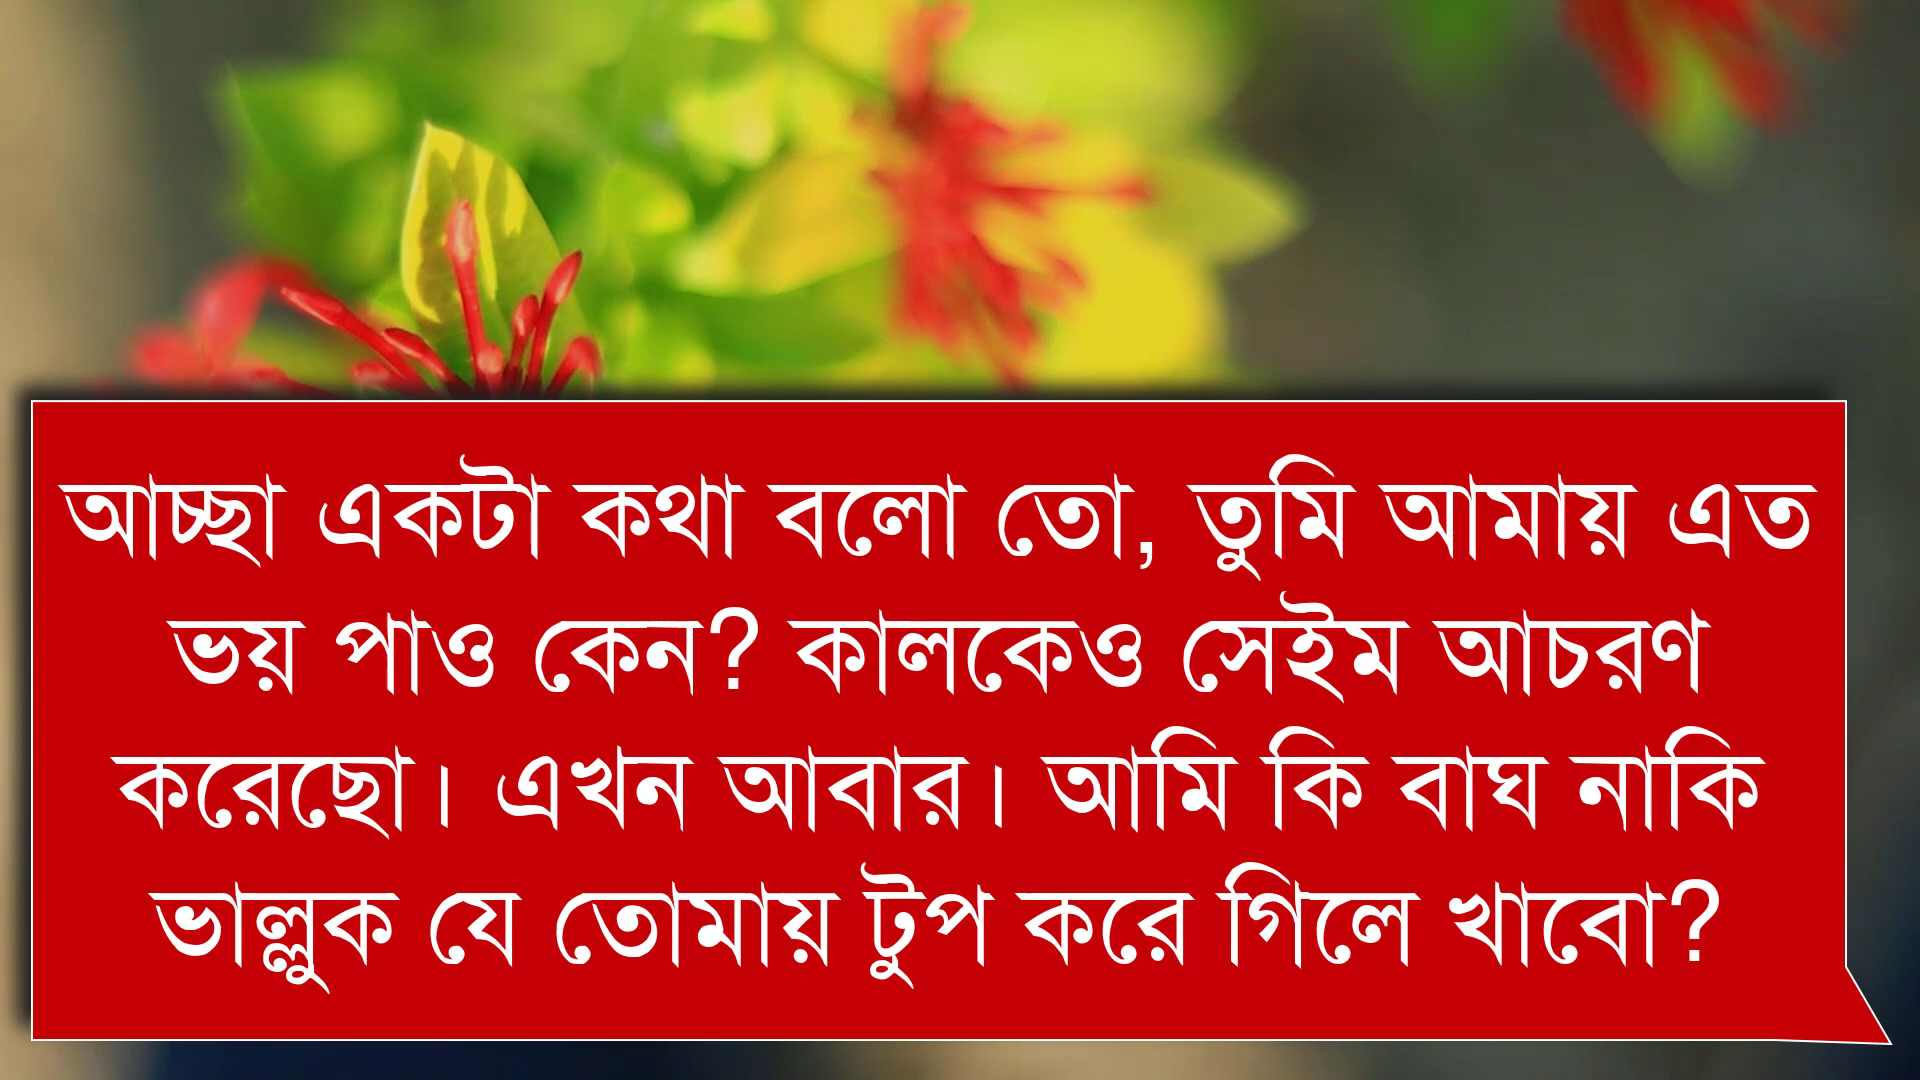 আচ্ছা একটা কথা বলো তো, তুমি আমায় এত
ভয় পাও কেন? কালকেও সেইম আচরণ
করেছো। এখন আবার। আমি কি বাঘ নাকি
ভাল্লুক যে তোমায় টুপ করে গিলে খাবো?